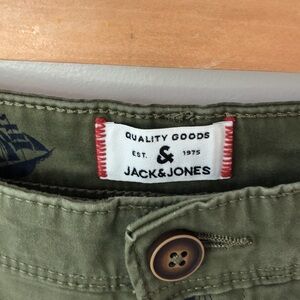 QUALITY GOODS
EST. & 1975
JACK&JONES